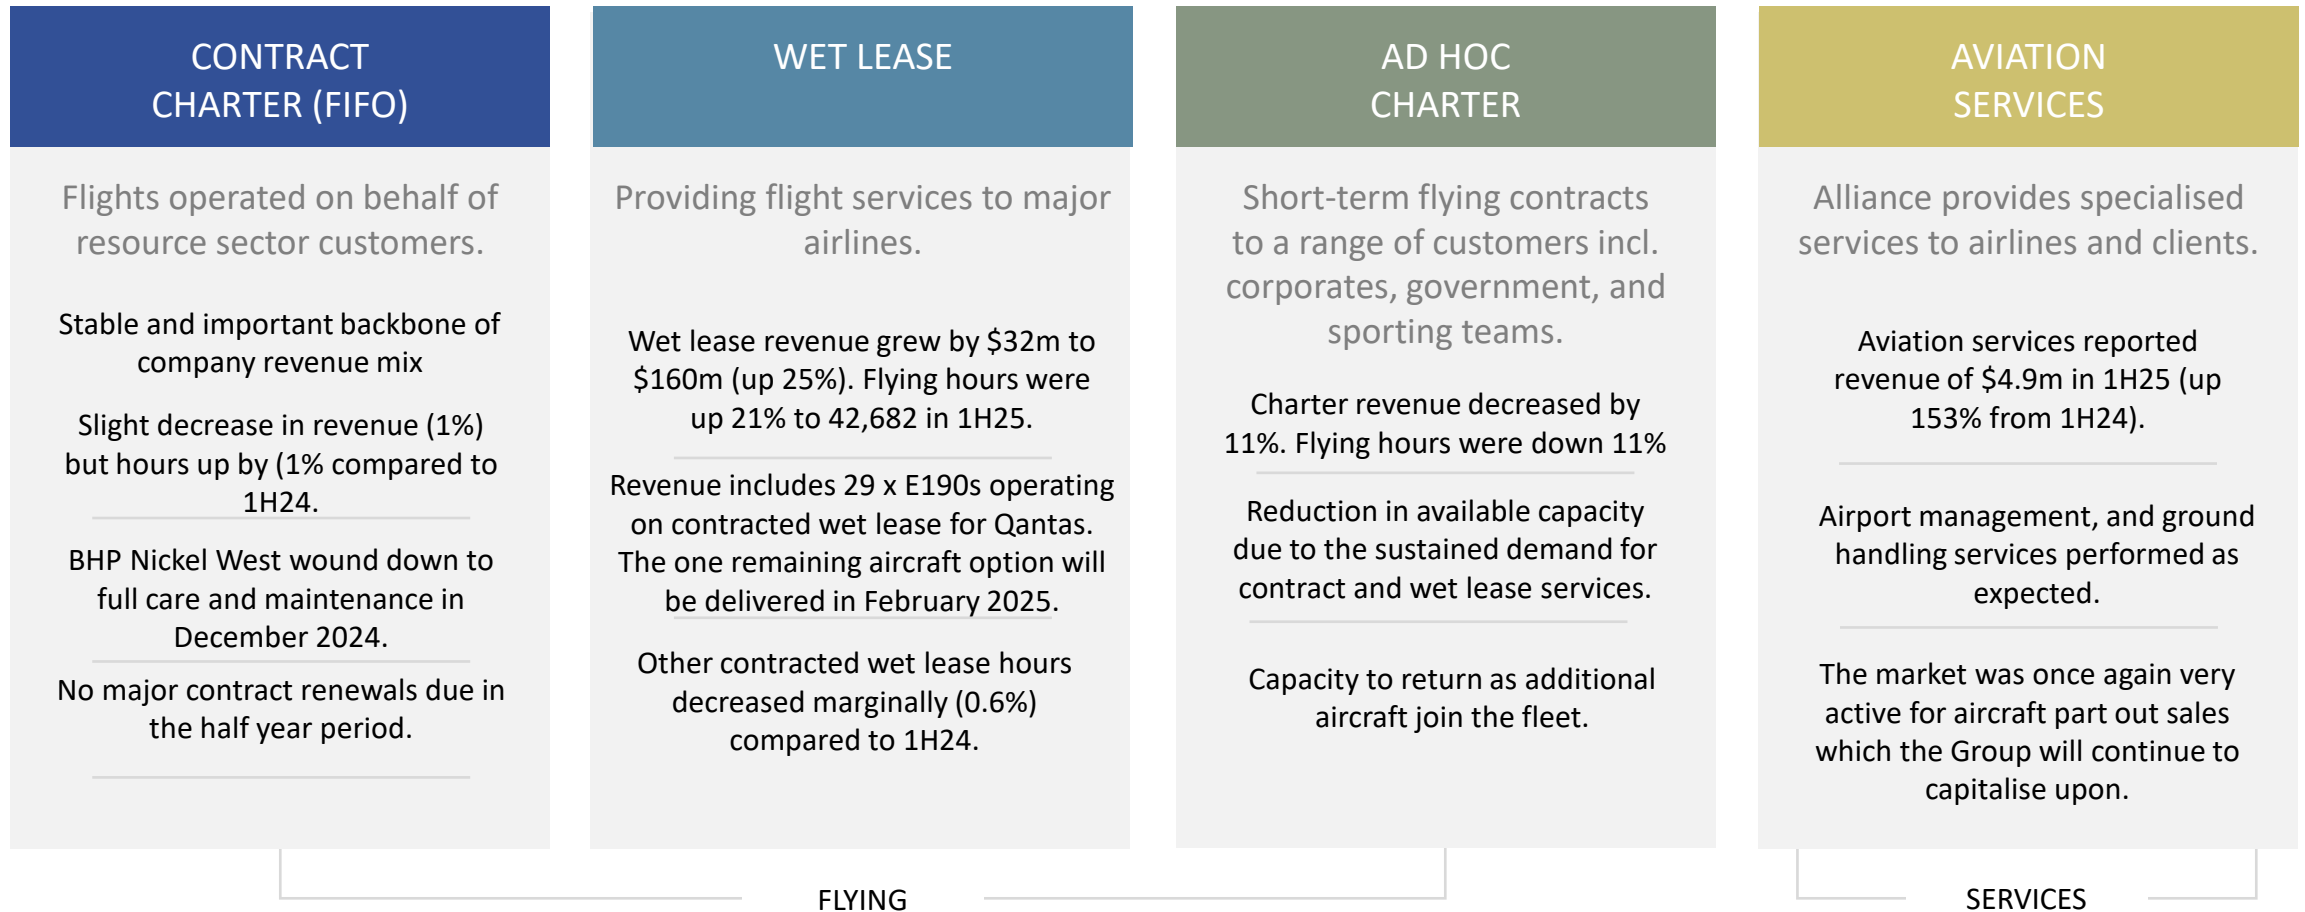 CONTRACT
CHARTER (FIFO)
Flights operated on behalf of
resource sector customers.
Stable and important backbone of
company revenue mix
Slight decrease in revenue (1%)
but hours up by (1% compared to
1H24.
BHP Nickel West wound down to
full care and maintenance in
December 2024.
No major contract renewals due in
the half year period.
WET LEASE
Providing flight services to major
airlines.
Wet lease revenue grew by $32m to
$160m (up 25%). Flying hours were
up 21% to 42,682 in 1H25.
Revenue includes 29 x E190s operating
on contracted wet lease for Qantas.
The one remaining aircraft option will
be delivered in February 2025.
Other contracted wet lease hours
decreased marginally (0.6%)
compared to 1H24.
AD HOC
CHARTER
Short-term flying contracts
to a range of customers incl.
corporates, government, and
sporting teams.
Charter revenue decreased by
11%. Flying hours were down 11%
Reduction in available capacity
due to the sustained demand for
contract and wet lease services.
Capacity to return as additional
aircraft join the fleet.
AVIATION
SERVICES
Alliance provides specialised
services to airlines and clients.
Aviation services reported
revenue of $4.9m in 1H25 (up
153% from 1H24).
Airport management, and ground
handling services performed as
expected.
The market was once again very
active for aircraft part out sales
which the Group will continue to
capitalise upon.
FLYING
SERVICES